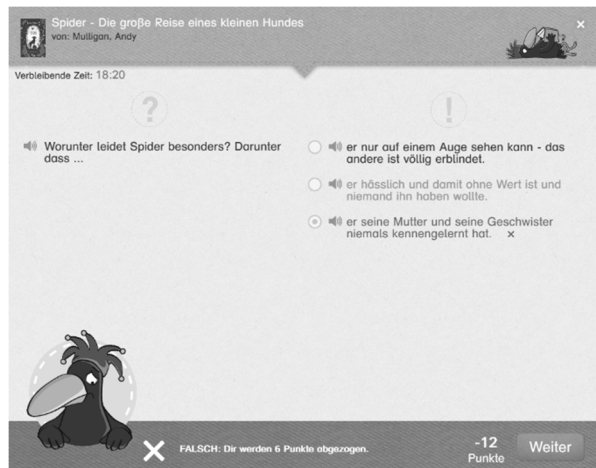 Spider - Die große Reise eines kleinen Hundes
von: Mulligan, Andy
×
Verbleibende Zeit: 18:20
?
!
Worunter leidet Spider besonders? Darunter
dass ...
er nur auf einem Auge sehen kann - das
andere ist völlig erblindet.
er hässlich und damit ohne Wert ist und
niemand ihn haben wollte.
er seine Mutter und seine Geschwister
niemals kennengelernt hat. ×
FALSCH: Dir werden 6 Punkte abgezogen.
-12
Punkte
Weiter